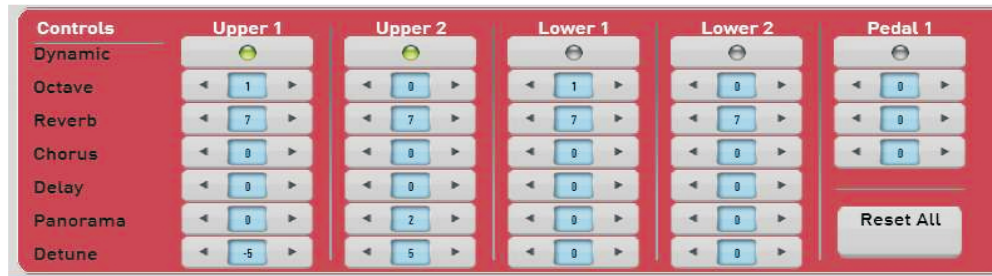 Controls Upper 1 Upper 2 Lower 1 Lower 2 Pedal 1
Dynamic
Octave 1 0 1 0 0
Reverb 7 7 7 7 0
Chorus 0 0 0 0 0
Delay 0 0 0 0
Panorama 0 2 0 0 Reset All
Detune -5 5 0 0